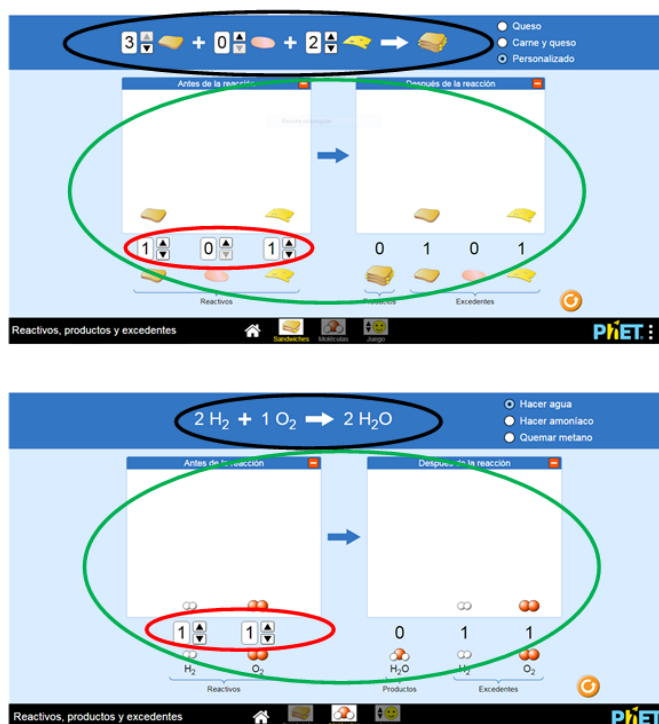 3 + 0 + 2
Queso
Carne y queso
Personalizado
Antes de la reacción
Después de la reacción
1 0 1
0 1 0 1
Reactivos
Productos
Excedentes
Reactivos, productos y excedentes
Sandwiches
Moléculas
Juego
PhET
2 H₂ + 1 O₂ → 2 H₂O
Hacer agua
Hacer amoníaco
Quemar metano
Antes de la reacción
Después de la reacción
1 1
0 1 1
H₂ O₂
H₂O H₂ O₂
Reactivos
Productos
Excedentes
Reactivos, productos y excedentes
PhET